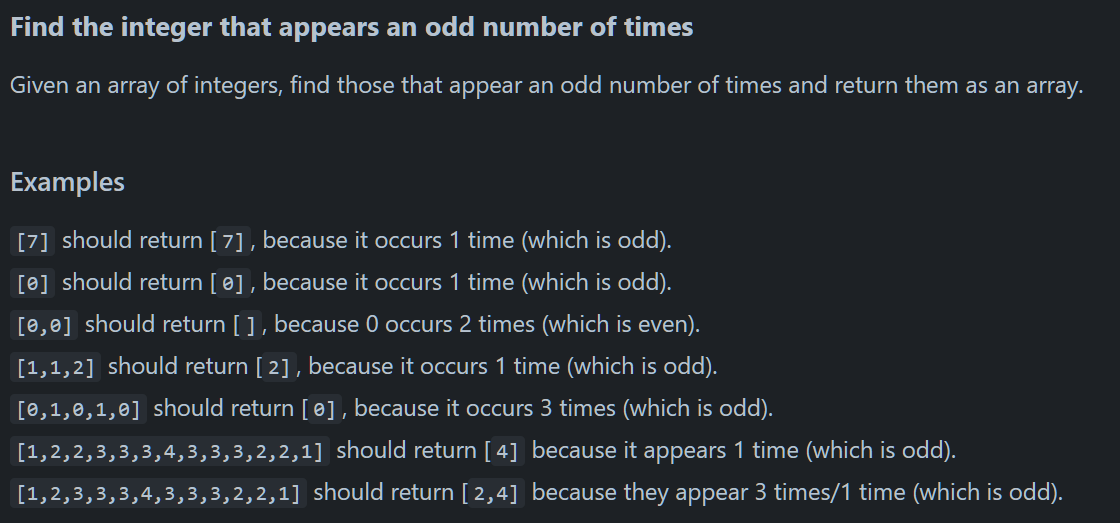 Find the integer that appears an odd number of times
Given an array of integers, find those that appear an odd number of times and return them as an array.
Examples
[7] should return [ 7], because it occurs 1 time (which is odd).
[0] should return [ 0], because it occurs 1 time (which is odd).
[0,0] should return [ ], because 0 occurs 2 times (which is even).
[1,1,2] should return [ 2], because it occurs 1 time (which is odd).
[0,1,0,1,0] should return [ 0], because it occurs 3 times (which is odd).
[1,2,2,3,3,3,4,3,3,3,2,2,1] should return [ 4] because it appears 1 time (which is odd).
[1,2,3,3,3,4,3,3,3,2,2,1] should return [ 2,4] because they appear 3 times/1 time (which is odd).